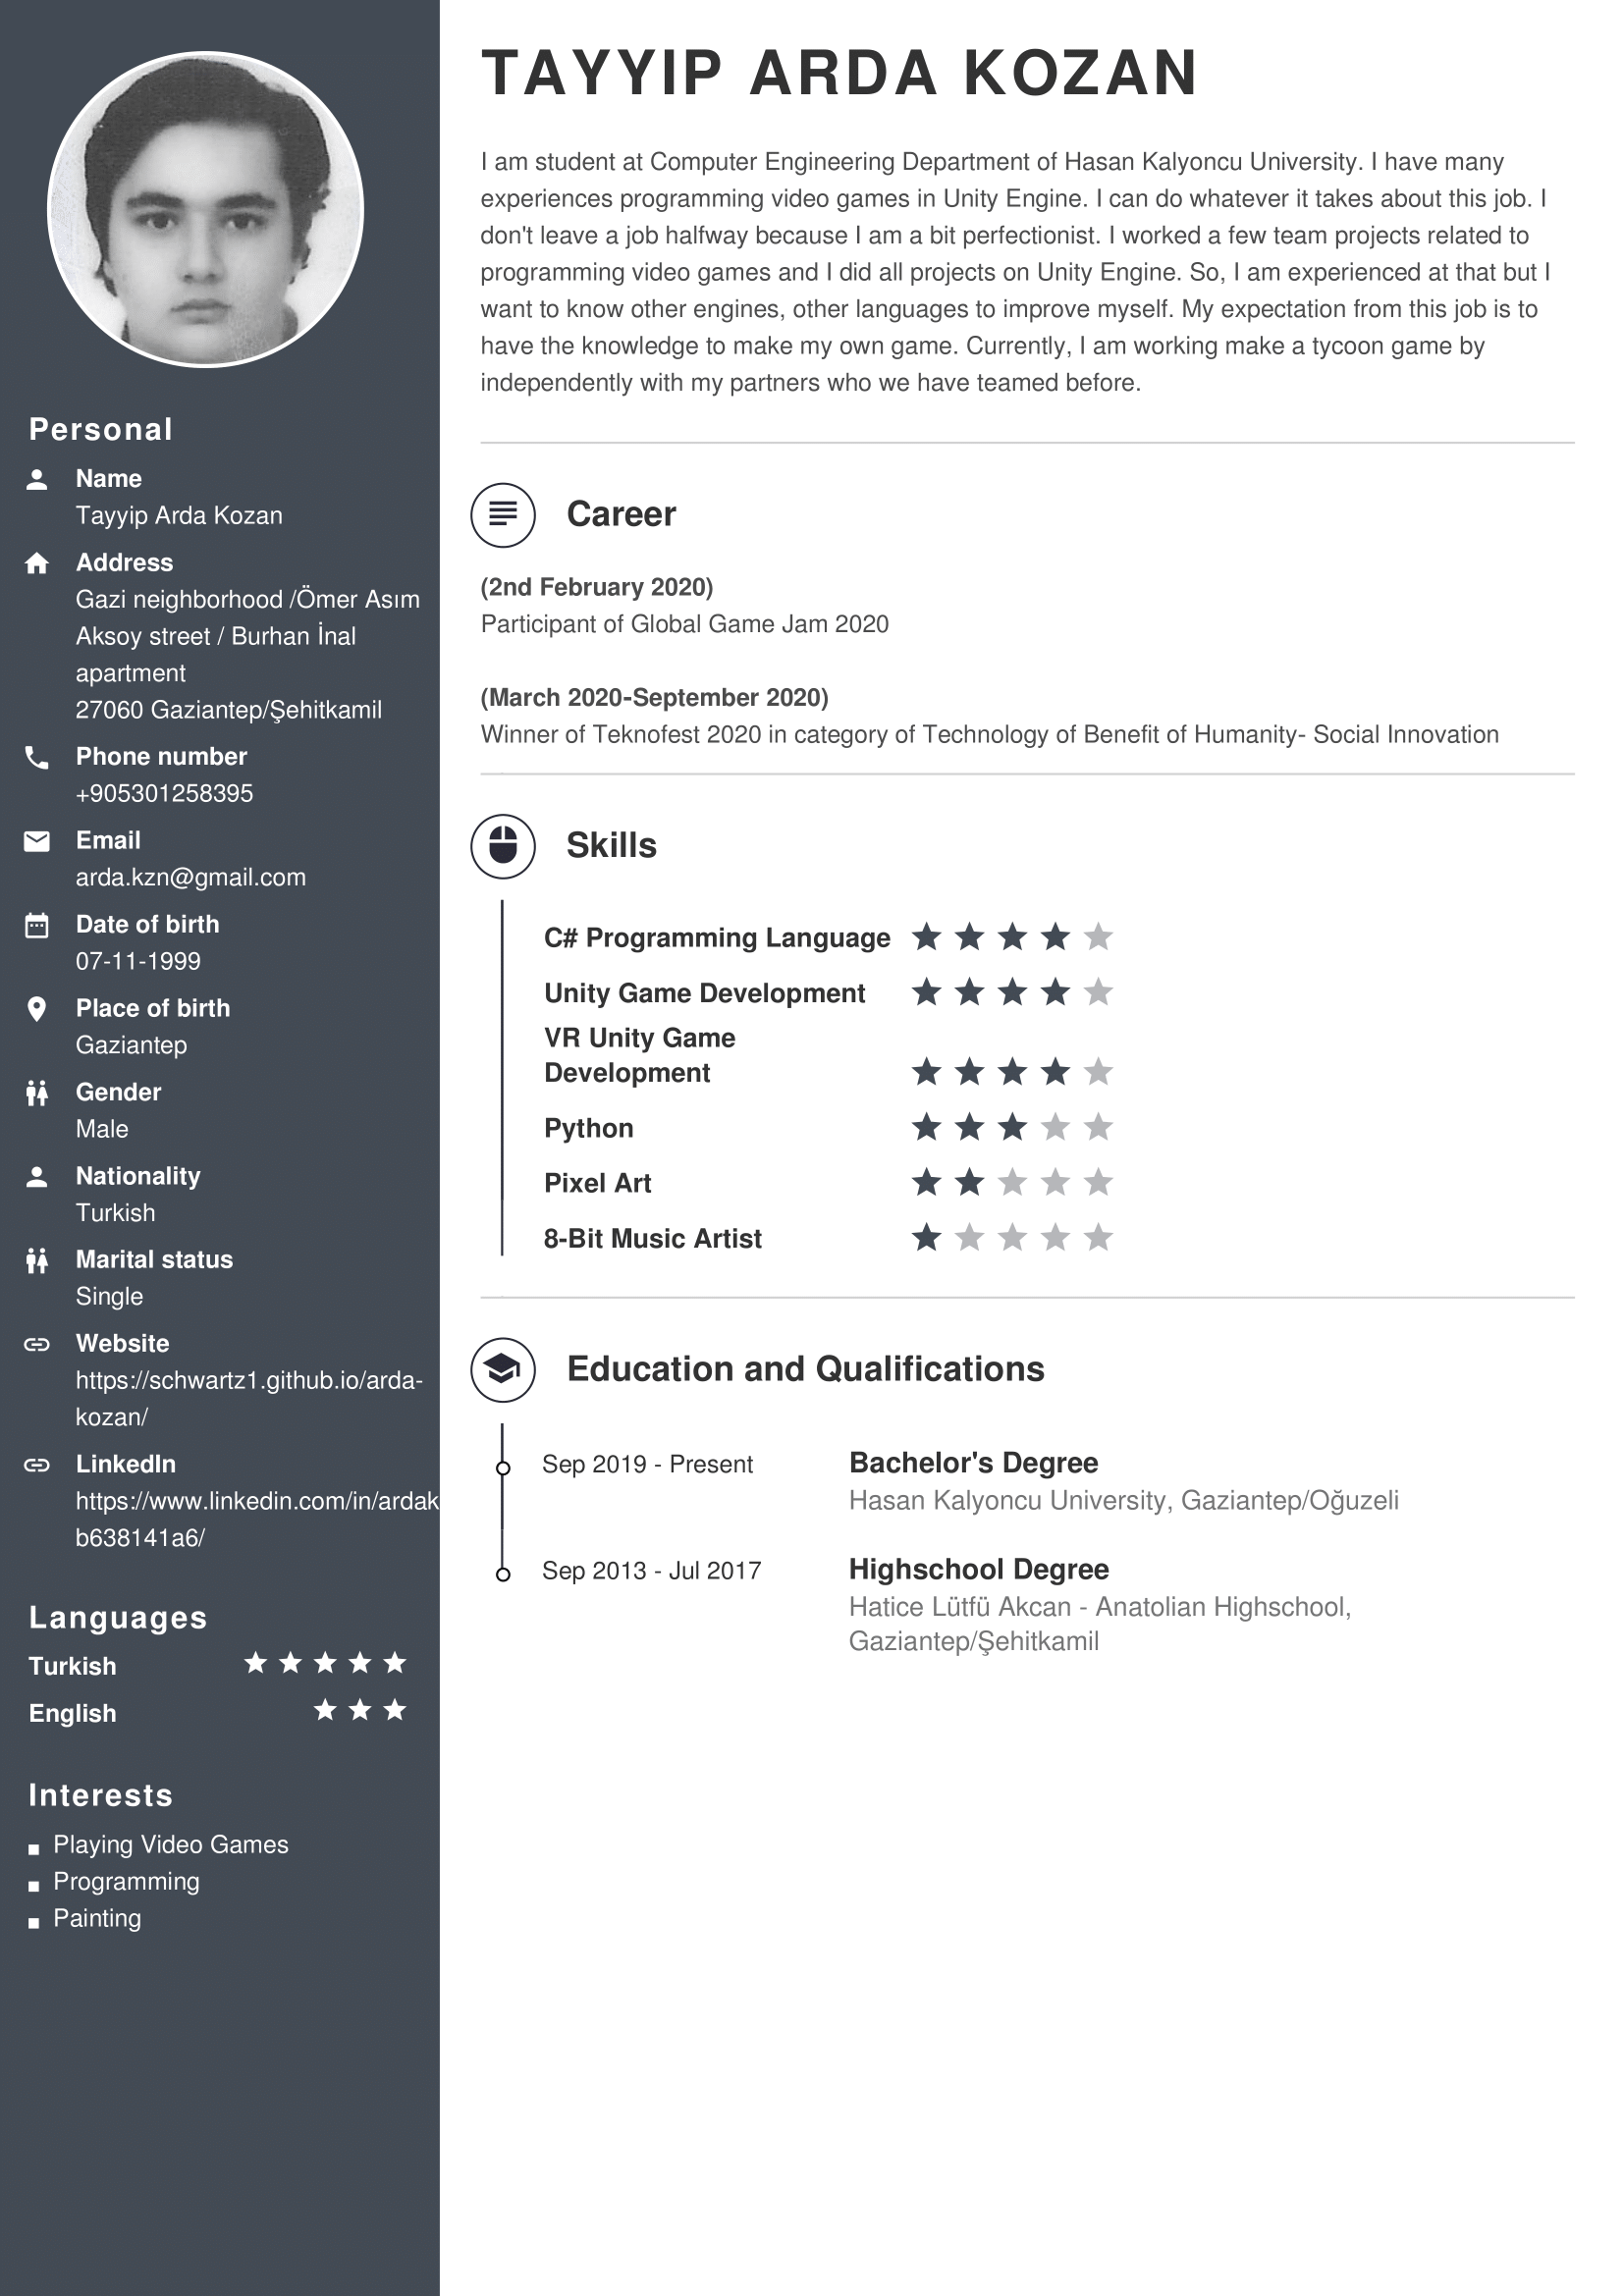 TAYYIP ARDA KOZAN
I am student at Computer Engineering Department of Hasan Kalyoncu University. I have many
experiences programming video games in Unity Engine. I can do whatever it takes about this job. I
don't leave a job halfway because I am a bit perfectionist. I worked a few team projects related to
programming video games and I did all projects on Unity Engine. So, I am experienced at that but I
want to know other engines, other languages to improve myself. My expectation from this job is to
have the knowledge to make my own game. Currently, I am working make a tycoon game by
independently with my partners who we have teamed before.
Personal
Name
Tayyip Arda Kozan
Address
Gazi neighborhood /Ömer Asım
Aksoy street / Burhan İnal
apartment
27060 Gaziantep/Şehitkamil
Phone number
+905301258395
Email
arda.kzn@gmail.com
Date of birth
07-11-1999
Place of birth
Gaziantep
Gender
Male
Nationality
Turkish
Marital status
Single
Website
https://schwartz1.github.io/arda-
kozan/
LinkedIn
https://www.linkedin.com/in/ardak
b638141a6/
Languages
Turkish
English
Interests
Playing Video Games
Programming
Painting
Career
(2nd February 2020)
Participant of Global Game Jam 2020
(March 2020-September 2020)
Winner of Teknofest 2020 in category of Technology of Benefit of Humanity- Social Innovation
Skills
C# Programming Language
Unity Game Development
VR Unity Game
Development
Python
Pixel Art
8-Bit Music Artist
Education and Qualifications
Sep 2019 - Present
Bachelor's Degree
Hasan Kalyoncu University, Gaziantep/Oğuzeli
Sep 2013 - Jul 2017
Highschool Degree
Hatice Lütfü Akcan - Anatolian Highschool,
Gaziantep/Şehitkamil